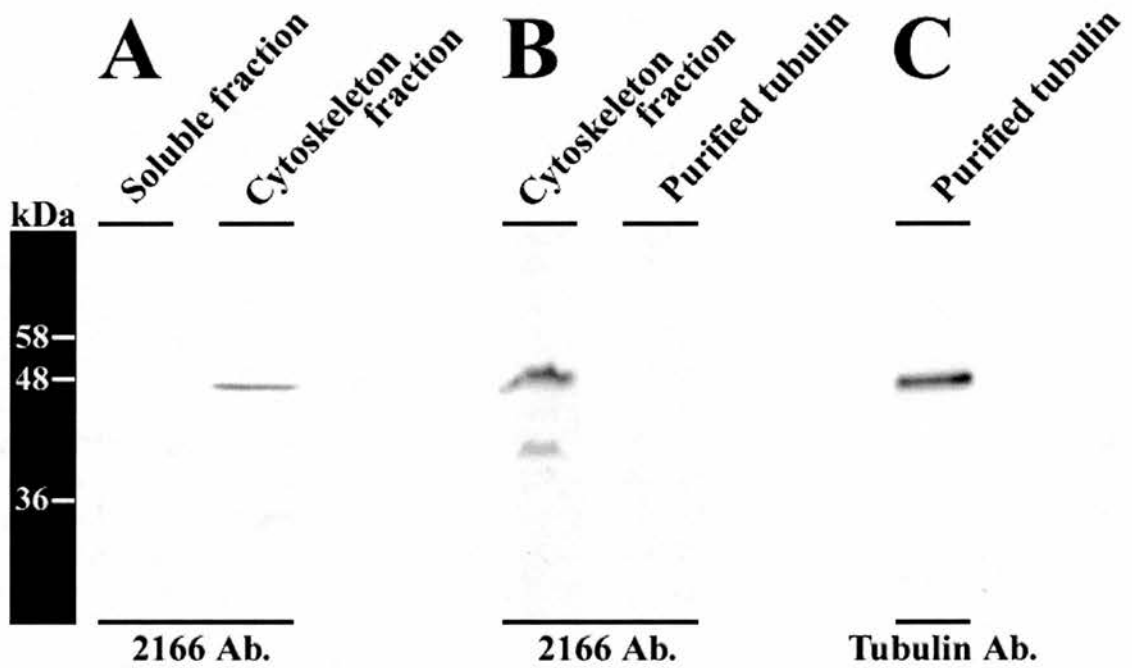 A
Soluble fraction
Cytoskeleton
fraction
B
Cytoskeleton
fraction
Purified tubulin
C
Purified tubulin
kDa
58
48
36
2166 Ab.
2166 Ab.
Tubulin Ab.